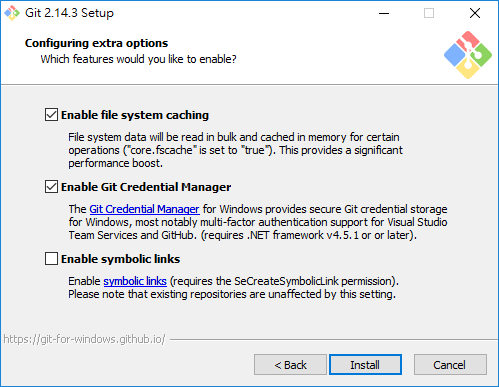 Git 2.14.3 Setup
Configuring extra options
Which features would you like to enable?
Enable file system caching
File system data will be read in bulk and cached in memory for certain
operations ("core.fscache" is set to "true"). This provides a significant
performance boost.
Enable Git Credential Manager
The Git Credential Manager for Windows provides secure Git credential storage
for Windows, most notably multi-factor authentication support for Visual Studio
Team Services and GitHub. (requires .NET framework v4.5.1 or or later).
Enable symbolic links
Enable symbolic links (requires the SeCreateSymbolicLink permission).
Please note that existing repositories are unaffected by this setting.
https://git-for-windows.github.io/
< Back
Install
Cancel